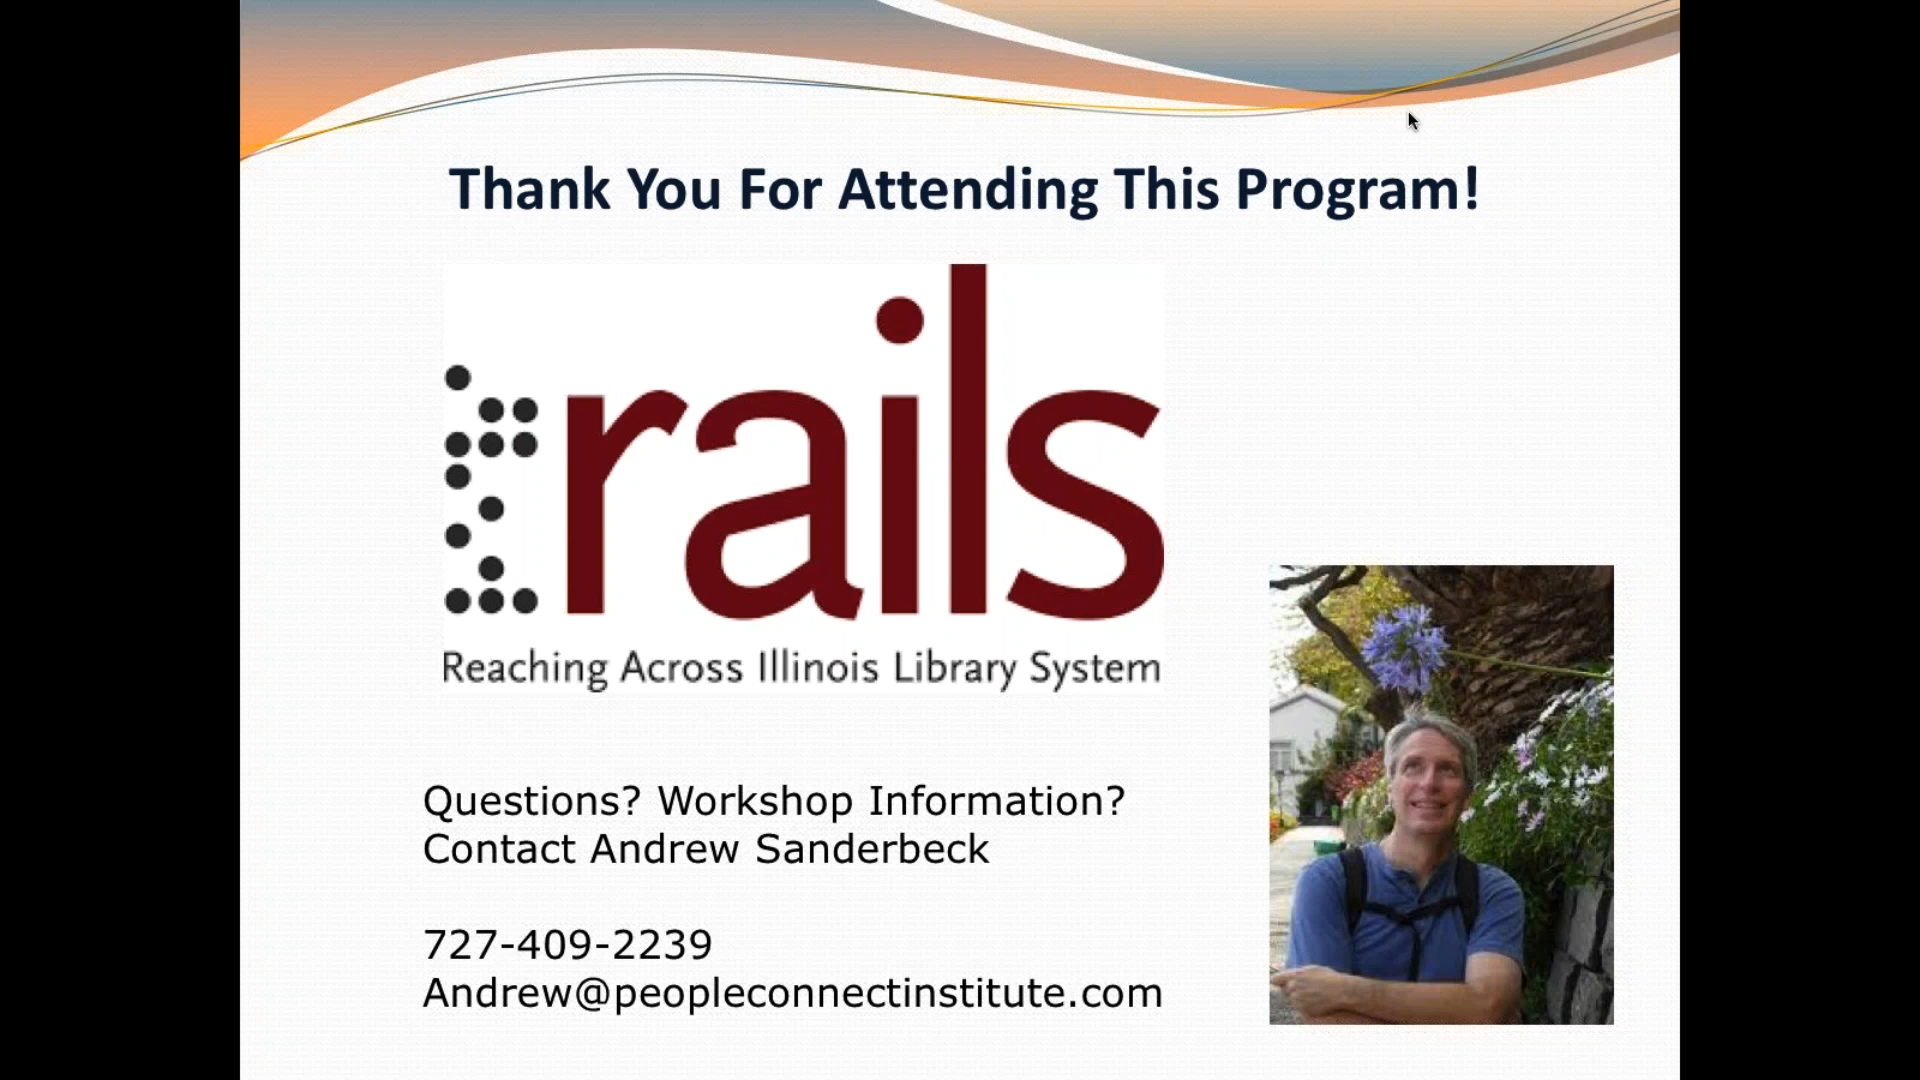 Thank You For Attending This Program!
rails
Reaching Across Illinois Library System
Questions? Workshop Information?
Contact Andrew Sanderbeck
727-409-2239
Andrew@peopleconnectinstitute.com